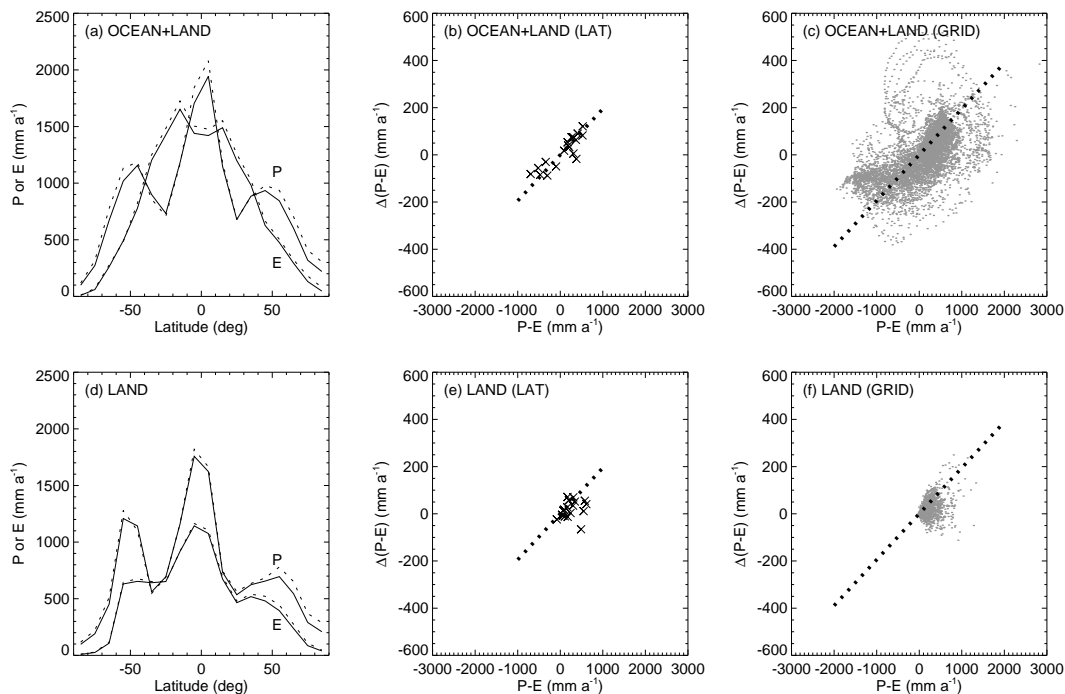 (a) OCEAN+LAND
2500
2000
1500
1000
500
0
P or E (mm a-1)
P
E
-50 0 50
Latitude (deg)
(b) OCEAN+LAND (LAT)
600
400
200
0
-200
-400
-600
Δ(P-E) (mm a-1)
-3000 -2000 -1000 0 1000 2000 3000
P-E (mm a-1)
(c) OCEAN+LAND (GRID)
600
400
200
0
-200
-400
-600
Δ(P-E) (mm a-1)
-3000 -2000 -1000 0 1000 2000 3000
P-E (mm a-1)
(d) LAND
2500
2000
1500
1000
500
0
P or E (mm a-1)
P
E
-50 0 50
Latitude (deg)
(e) LAND (LAT)
600
400
200
0
-200
-400
-600
Δ(P-E) (mm a-1)
-3000 -2000 -1000 0 1000 2000 3000
P-E (mm a-1)
(f) LAND (GRID)
600
400
200
0
-200
-400
-600
Δ(P-E) (mm a-1)
-3000 -2000 -1000 0 1000 2000 3000
P-E (mm a-1)